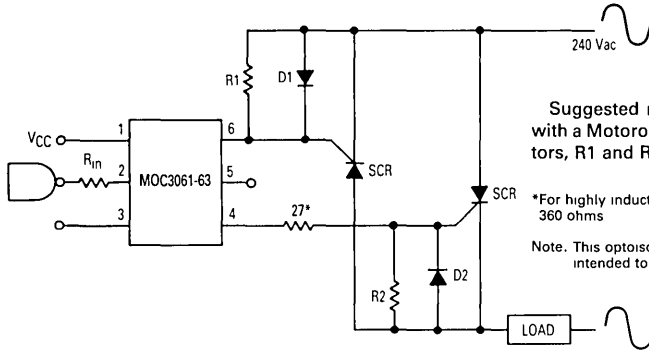 240 Vac
R1
D1
Suggested
with a Motoro
tors, R1 and R
VCC
1
6
Rin
2
MOC3061-63
5
SCR
SCR
3
4
27*
*For highly induct
360 ohms
Note. This optoiso
intended to
R2
D2
LOAD